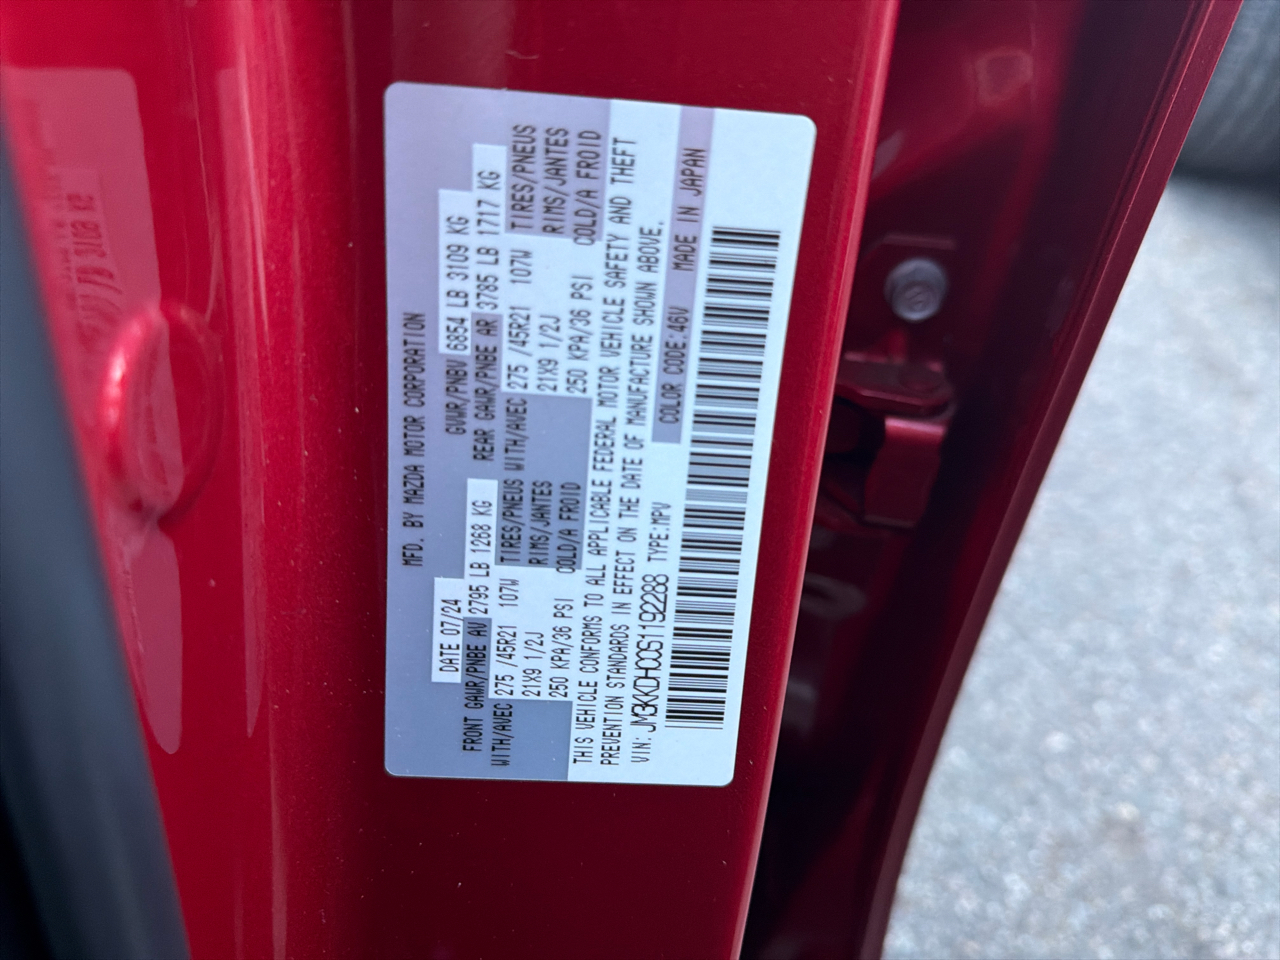 MFD. BY MAZDA MOTOR CORPORATION
DATE 07/24 GVWR/PNBV 6854 LB 3109 KG
FRONT GAWR/PNBE AV 2795 LB 1268 KG REAR GAWR/PNBE AR 3785 LB 1717 KG
WITH/AVEC 275 /45R21 107W TIRES/PNEUS WITH/AVEC 275 /45R21 107W TIRES/PNEUS
21X9 1/2J RIMS/JANTES 21X9 1/2J RIMS/JANTES
250 KPA/36 PSI COLD/A FROID 250 KPA/36 PSI COLD/A FROID
THIS VEHICLE CONFORMS TO ALL APPLICABLE FEDERAL MOTOR VEHICLE SAFETY AND THEFT
PREVENTION STANDARDS IN EFFECT ON THE DATE OF MANUFACTURE SHOWN ABOVE.
VIN: JM3KKDHC0S1192288 TYPE:MPV COLOR CODE:46V MADE IN JAPAN